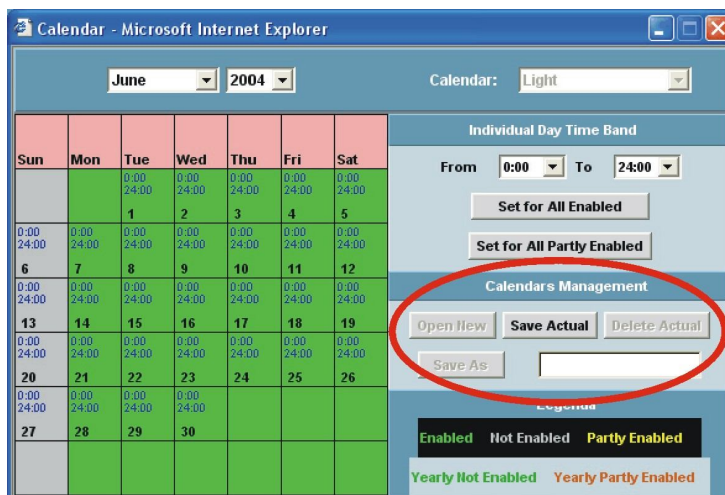 Calendar - Microsoft Internet Explorer
June 2004 Calendar: Light
Individual Day Time Band
Sun Mon Tue Wed Thu Fri Sat
From 0:00 To 24:00
0:00 0:00 0:00 0:00 0:00
24:00 24:00 24:00 24:00 24:00
1 2 3 4 5
Set for All Enabled
0:00 0:00 0:00 0:00 0:00 0:00 0:00
24:00 24:00 24:00 24:00 24:00 24:00 24:00
6 7 8 9 10 11 12
Set for All Partly Enabled
0:00 0:00 0:00 0:00 0:00 0:00 0:00
24:00 24:00 24:00 24:00 24:00 24:00 24:00
13 14 15 16 17 18 19
Calendars Management
Open New Save Actual Delete Actual
0:00 0:00 0:00 0:00 0:00 0:00 0:00
24:00 24:00 24:00 24:00 24:00 24:00 24:00
20 21 22 23 24 25 26
Save As
0:00 0:00 0:00 0:00
24:00 24:00 24:00 24:00
27 28 29 30
Legenda
Enabled Not Enabled Partly Enabled
Yearly Not Enabled Yearly Partly Enabled